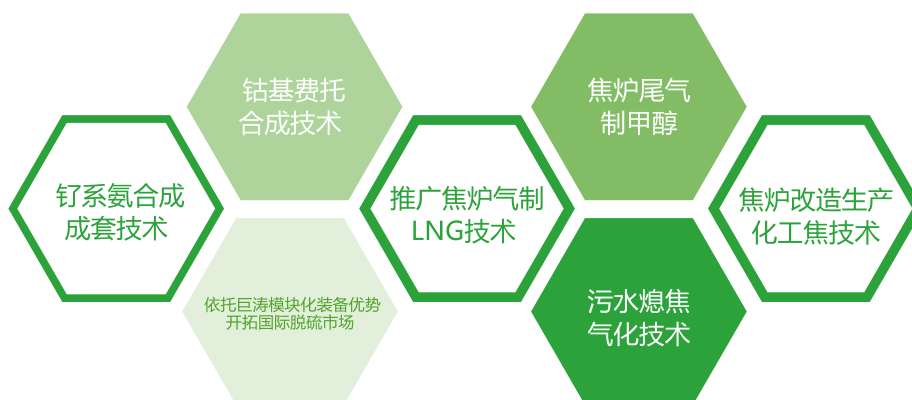 钴基费托
合成技术
焦炉尾气
制甲醇
钌系氨合成
成套技术
推广焦炉气制
LNG技术
焦炉改造生产
化工焦技术
依托巨涛模块化装备优势
开拓国际脱硫市场
污水熄焦
气化技术